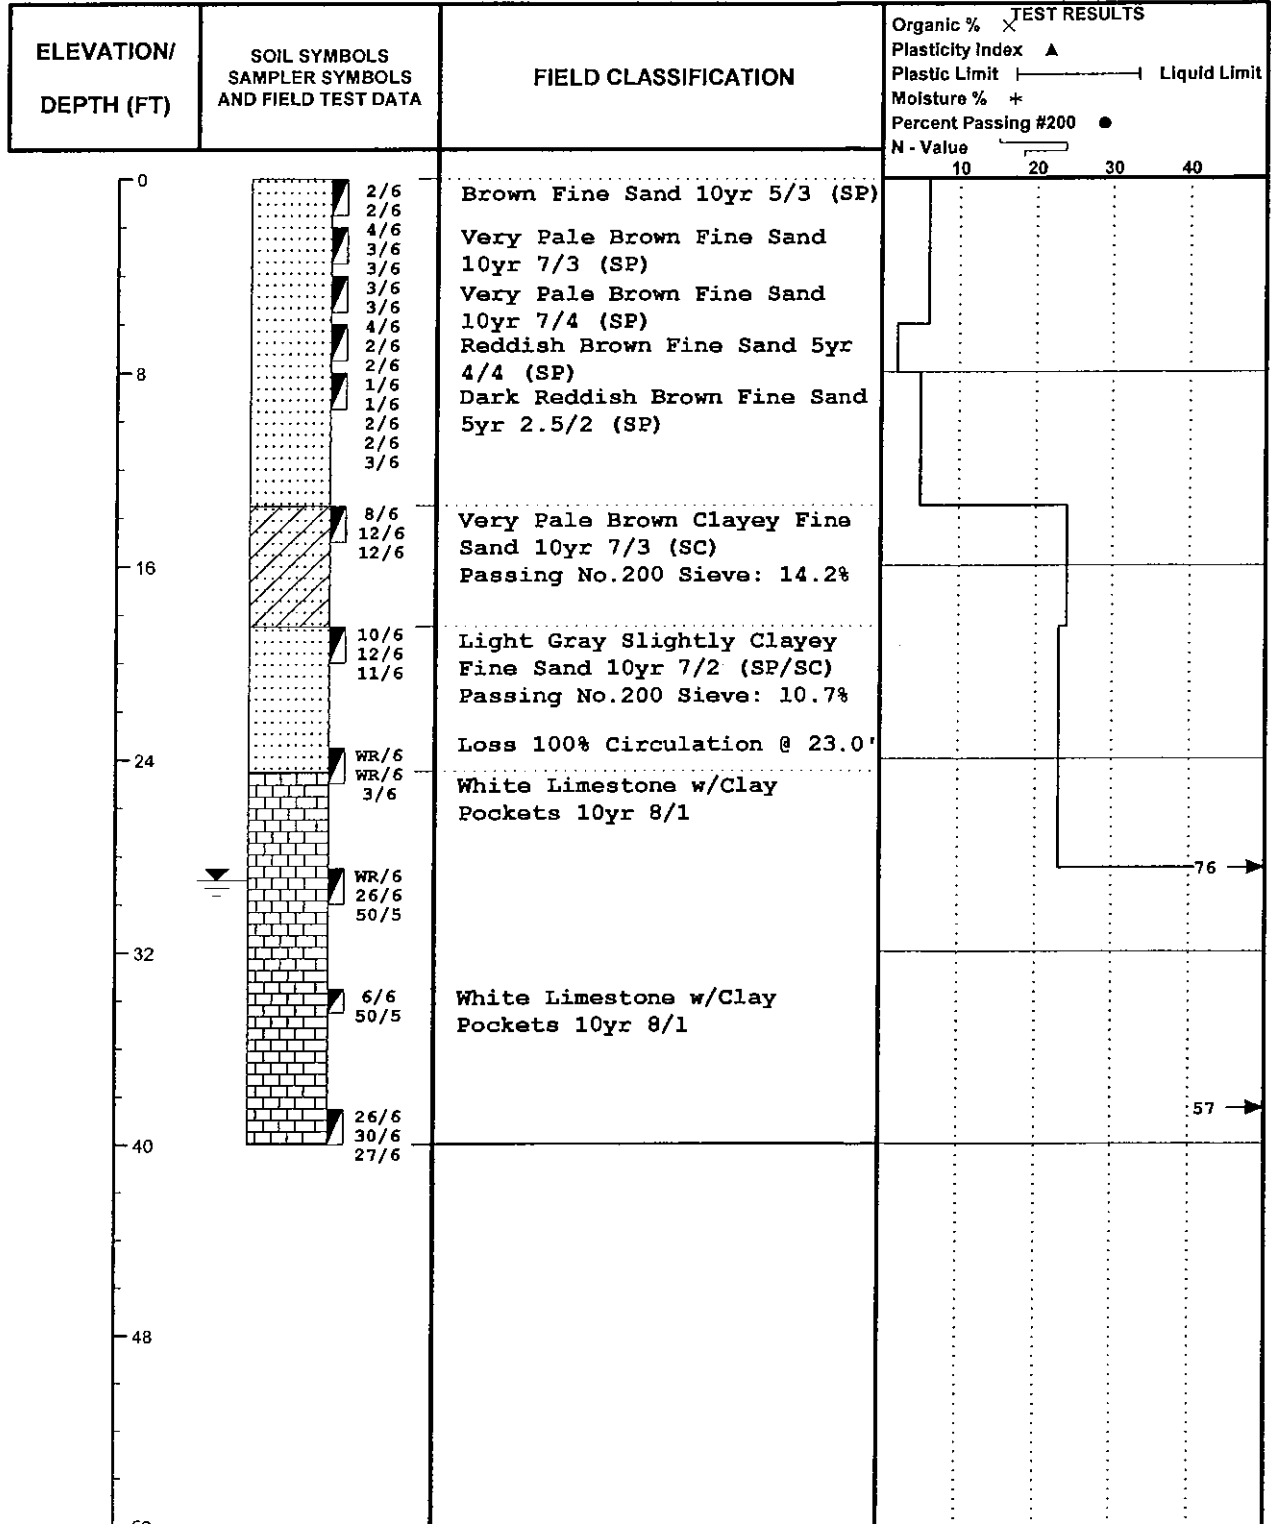 ELEVATION/
DEPTH (FT)
SOIL SYMBOLS
SAMPLER SYMBOLS
AND FIELD TEST DATA
FIELD CLASSIFICATION
TEST RESULTS
Organic % ×
Plasticity Index ▲
Plastic Limit Liquid Limit
Moisture % *
Percent Passing #200 ●
N - Value
10 20 30 40
0
2/6
2/6
4/6
3/6
3/6
3/6
3/6
4/6
2/6
2/6
1/6
1/6
2/6
2/6
3/6
Brown Fine Sand 10yr 5/3 (SP)
Very Pale Brown Fine Sand
10yr 7/3 (SP)
Very Pale Brown Fine Sand
10yr 7/4 (SP)
Reddish Brown Fine Sand 5yr
4/4 (SP)
Dark Reddish Brown Fine Sand
5yr 2.5/2 (SP)
8
8/6
12/6
12/6
Very Pale Brown Clayey Fine
Sand 10yr 7/3 (SC)
Passing No.200 Sieve: 14.2%
16
10/6
12/6
11/6
Light Gray Slightly Clayey
Fine Sand 10yr 7/2 (SP/SC)
Passing No.200 Sieve: 10.7%
Loss 100% Circulation @ 23.0'
24
WR/6
WR/6
3/6
White Limestone w/Clay
Pockets 10yr 8/1
WR/6
26/6
50/5
76
32
6/6
50/5
White Limestone w/Clay
Pockets 10yr 8/1
26/6
30/6
27/6
57
40
48